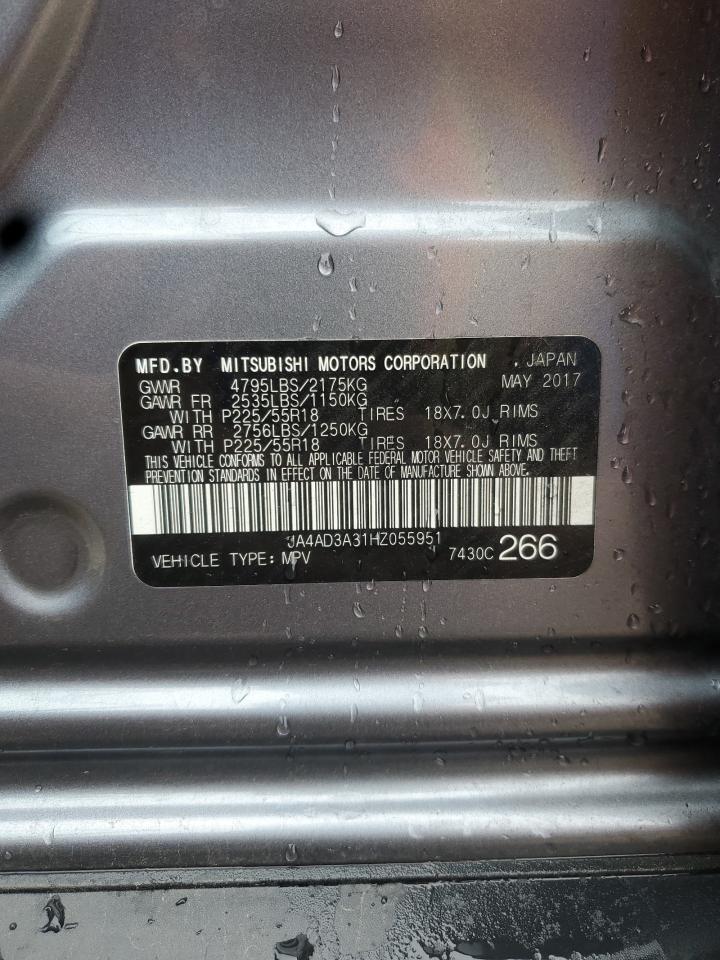 MFD.BY MITSUBISHI MOTORS CORPORATION , JAPAN
GVWR 4795LBS/2175KG MAY 2017
GAWR FR 2535LBS/1150KG
WITH P225/55R18 TIRES 18X7.0J RIMS
GAWR RR 2756LBS/1250KG
WITH P225/55R18 TIRES 18X7.0J RIMS
THIS VEHICLE CONFORMS TO ALL APPLICABLE FEDERAL MOTOR VEHICLE SAFETY AND THEFT
PREVENTION STANDARDS IN EFFECT ON THE DATE OF MANUFACTURE SHOWN ABOVE.
JA4AD3A31HZ055951
VEHICLE TYPE: MPV 7430C 266